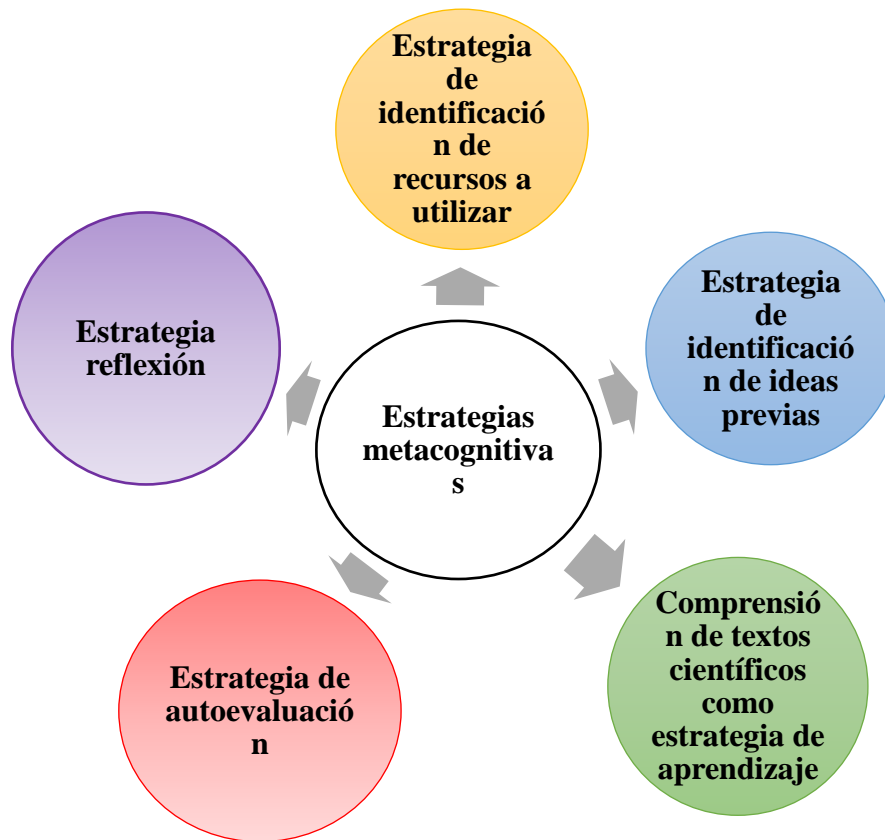 Estrategia
de
identificació
n de
recursos a
utilizar
Estrategia
de
identificació
n de ideas
previas
Comprensió
n de textos
científicos
como
estrategia de
aprendizaje
Estrategia de
autoevaluació
n
Estrategia
reflexión
Estrategias
metacognitiva
s